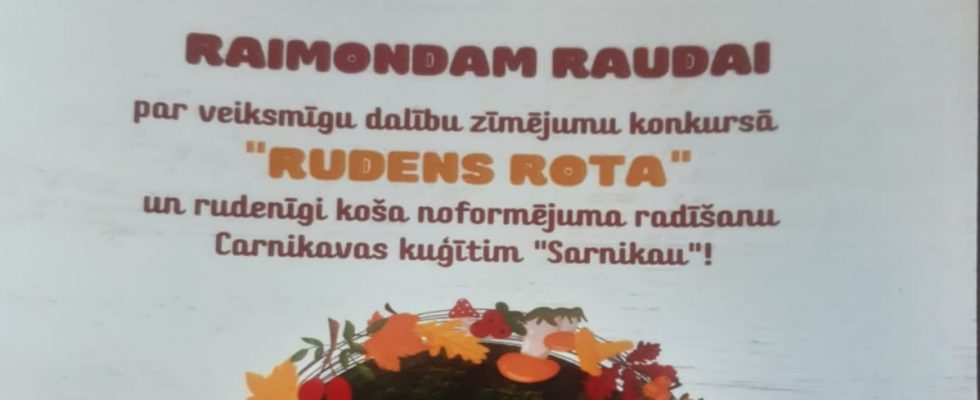 RAIMONDAM RAUDAI
par veiksmīgu dalību zīmējumu konkursā
"RUDENS ROTA"
un rudenīgi koša noformējuma radīšanu
Carnikavas kuģītim "Sarnikau"!